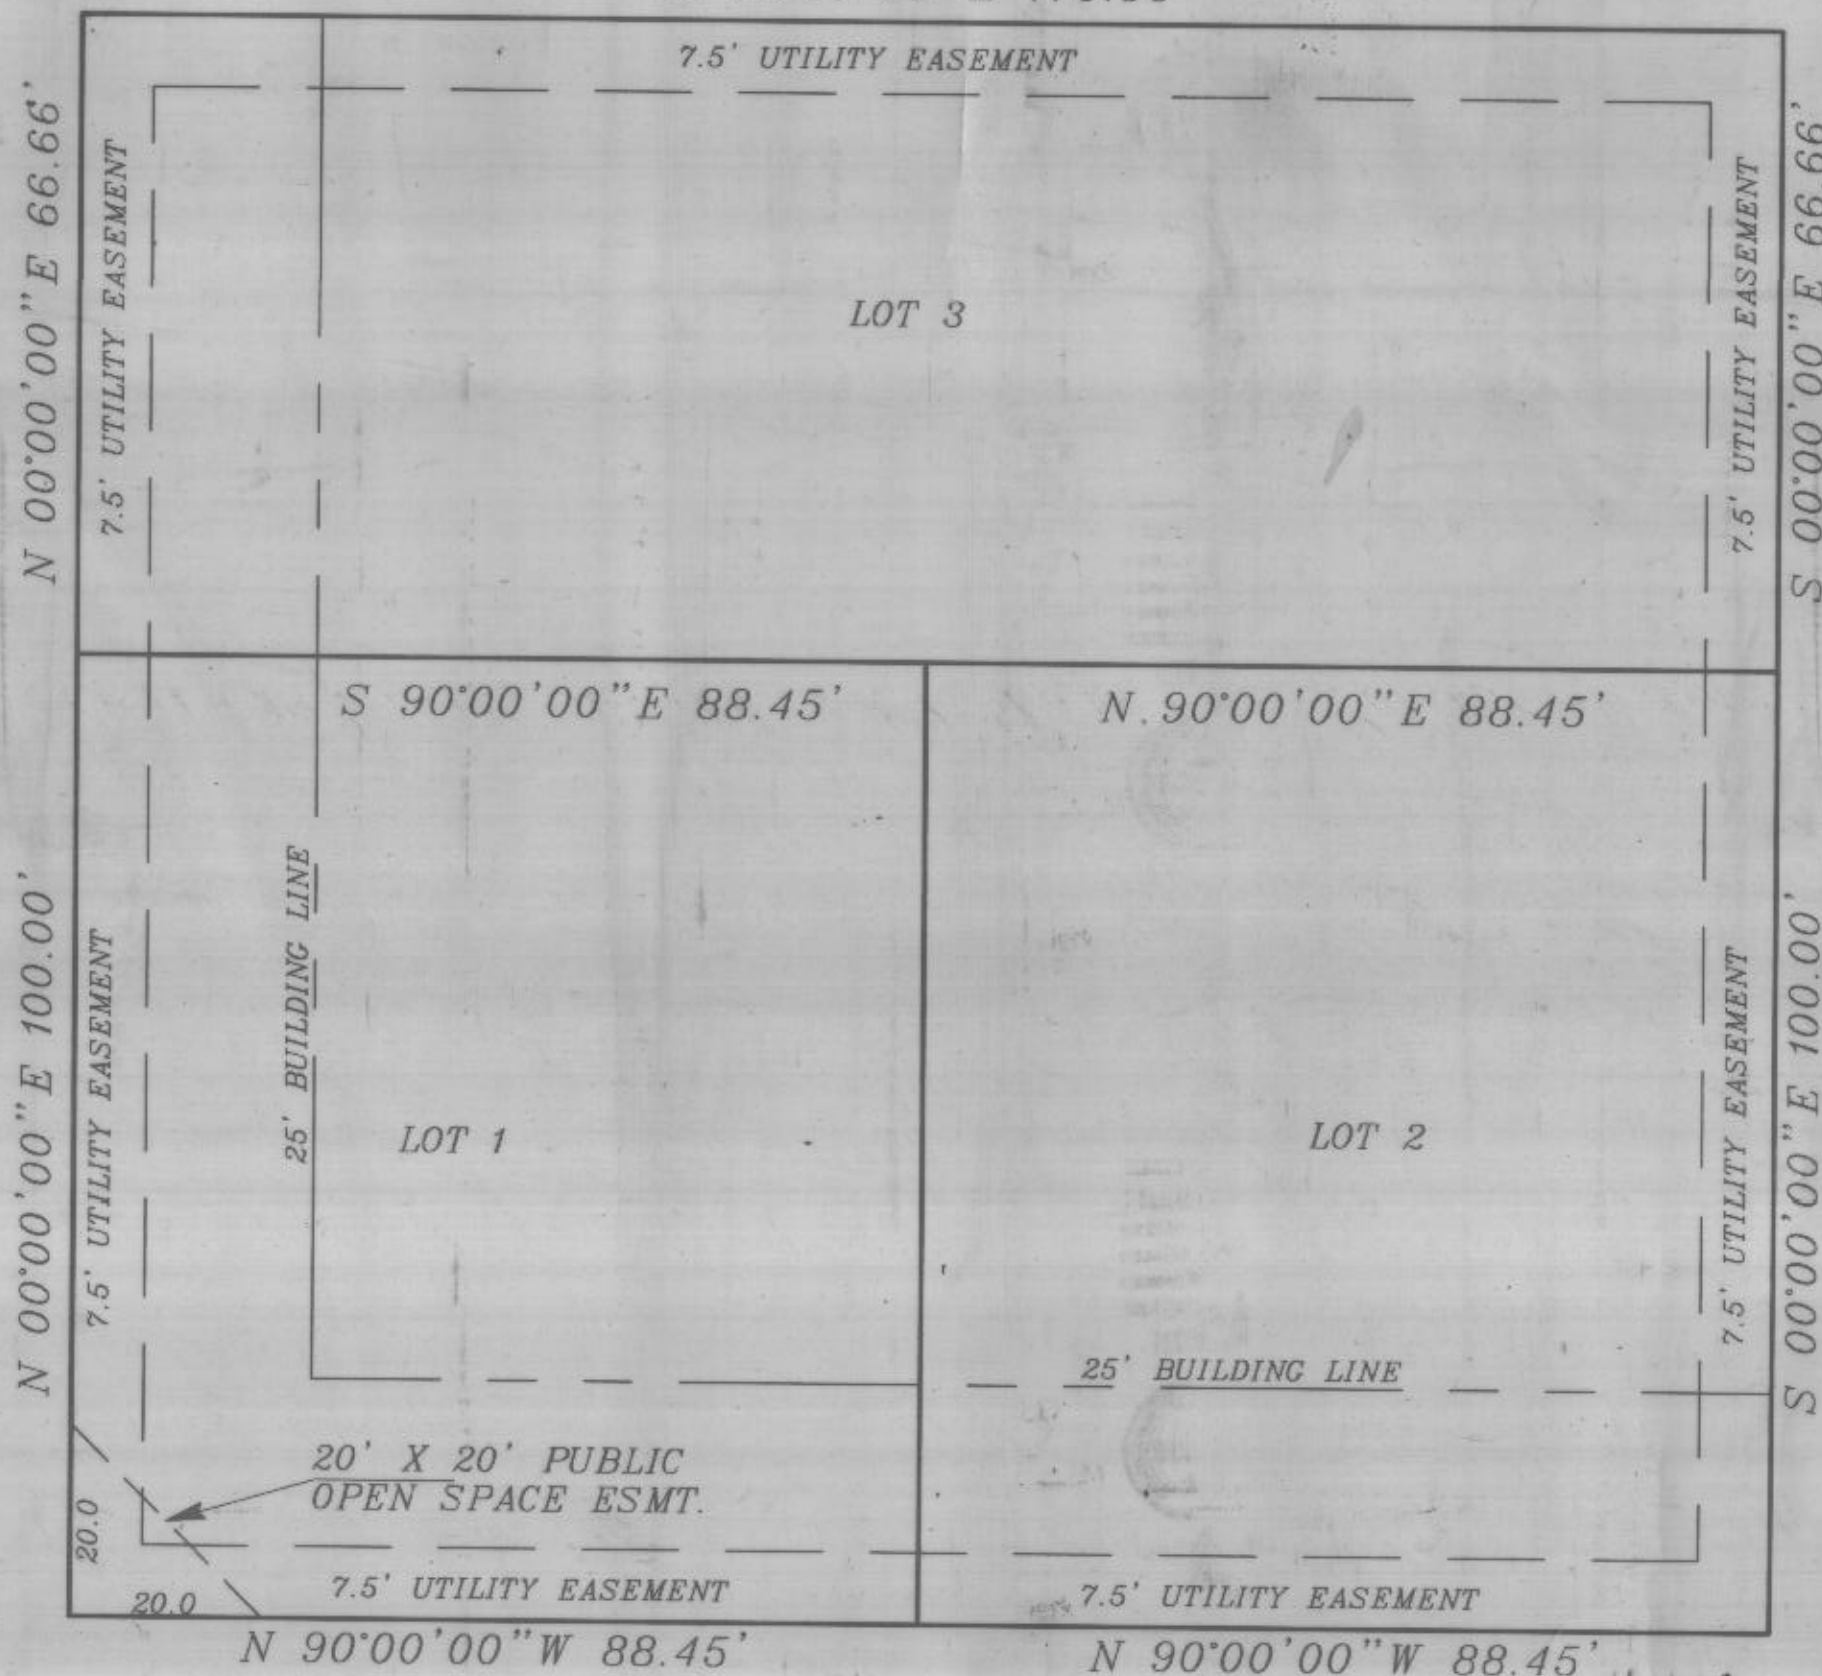 7.5' UTILITY EASEMENT
N 00°00'00"E 66.66'
7.5' UTILITY EASEMENT
LOT 3
7.5' UTILITY EASEMENT
S 00°00'00"E 66.66'
S 90°00'00"E 88.45'
N. 90°00'00"E 88.45'
N 00°00'00"E 100.00'
7.5' UTILITY EASEMENT
25' BUILDING LINE
LOT 1
LOT 2
7.5' UTILITY EASEMENT
S 00°00'00"E 100.00'
25' BUILDING LINE
20' X 20' PUBLIC
OPEN SPACE ESMT.
20.0
20.0
7.5' UTILITY EASEMENT
7.5' UTILITY EASEMENT
N 90°00'00"W 88.45'
N 90°00'00"W 88.45'